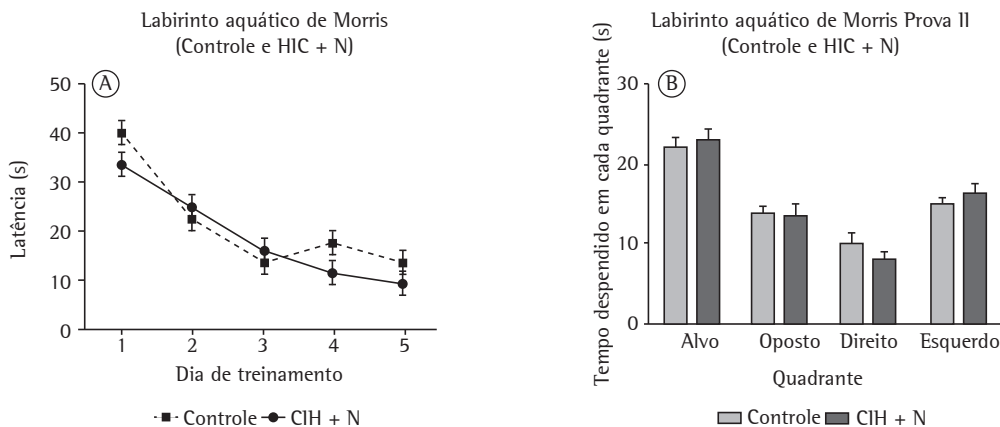 Labirinto aquático de Morris
(Controle e HIC + N)
A
50
40
30
20
10
0
Latência (s)
1 2 3 4 5
Dia de treinamento
Controle CIH + N
Labirinto aquático de Morris Prova II
(Controle e HIC + N)
B
30
20
10
0
Tempo despendido em cada quadrante (s)
Alvo Oposto Direito Esquerdo
Quadrante
Controle CIH + N